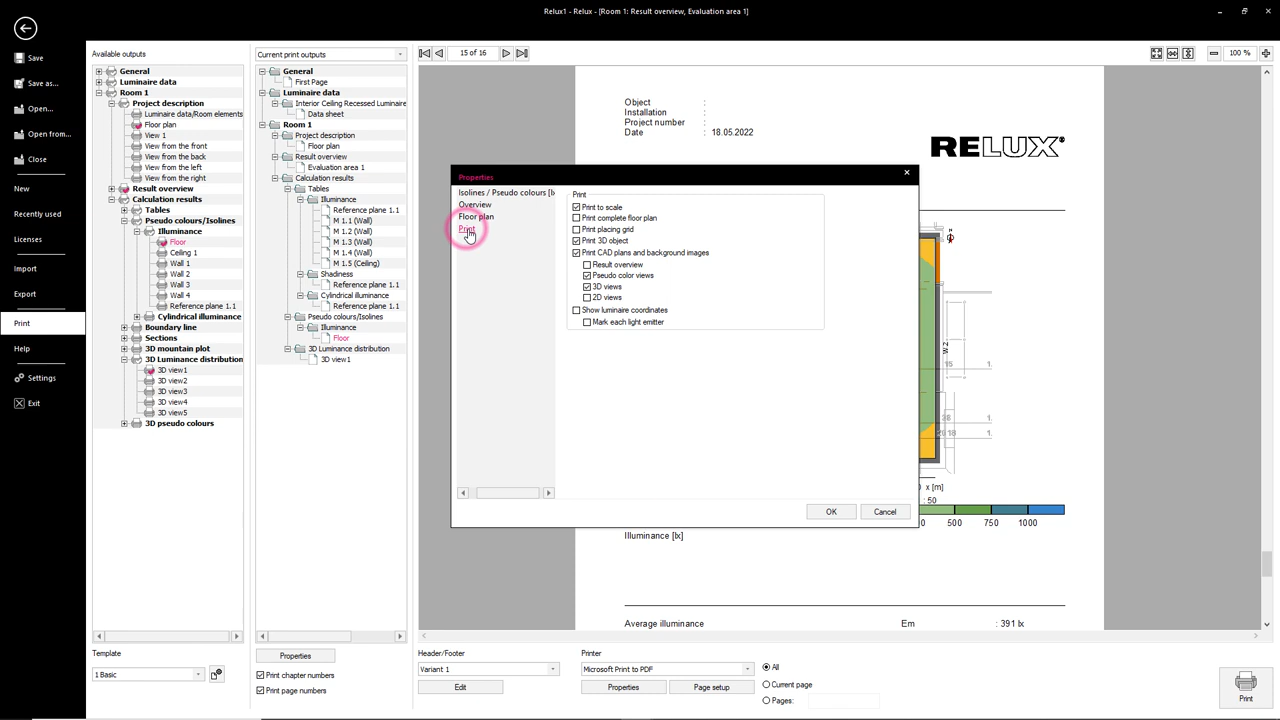 Relux1 - Relux - [Room 1: Result overview, Evaluation area 1]
Save
Save as...
Open...
Open from...
Close
New
Recently used
Licenses
Import
Export
Print
Help
Settings
Exit
Available outputs
General
Luminaire data
Room 1
Project description
Luminaire data/Room elements
Floor plan
View 1
View from the front
View from the back
View from the left
View from the right
Result overview
Calculation results
Tables
Pseudo colours/Isolines
Illuminance
Floor
Ceiling 1
Wall 1
Wall 2
Wall 3
Wall 4
Reference plane 1.1
Cylindrical illuminance
Boundary line
Sections
3D mountain plot
3D Luminance distribution
3D view1
3D view2
3D view3
3D view4
3D view5
3D pseudo colours
Template
1 Basic
Current print outputs
General
First Page
Luminaire data
Interior Ceiling Recessed Luminaire
Data sheet
Room 1
Project description
Floor plan
Result overview
Evaluation area 1
Calculation results
Tables
Illuminance
Reference plane 1.1
M 1.1 (Wall)
M 1.2 (Wall)
M 1.3 (Wall)
M 1.4 (Wall)
M 1.5 (Ceiling)
Shadiness
Reference plane 1.1
Cylindrical illuminance
Reference plane 1.1
Pseudo colours/Isolines
Illuminance
Floor
3D Luminance distribution
3D view1
Properties
Print chapter numbers
Print page numbers
15 of 16
100 %
Object :
Installation :
Project number :
Date : 18.05.2022
RELUX®
Properties
Isolines / Pseudo colours [lx
Overview
Floor plan
Print
Print
Print to scale
Print complete floor plan
Print placing grid
Print 3D object
Print CAD plans and background images
Result overview
Pseudo color views
3D views
2D views
Show luminaire coordinates
Mark each light emitter
OK
Cancel
W 2
x [m]
: 50
500 750 1000
Illuminance [lx]
Average illuminance Em : 391 lx
Header/Footer
Variant 1
Edit
Printer
Microsoft Print to PDF
Properties
Page setup
All
Current page
Pages:
Print